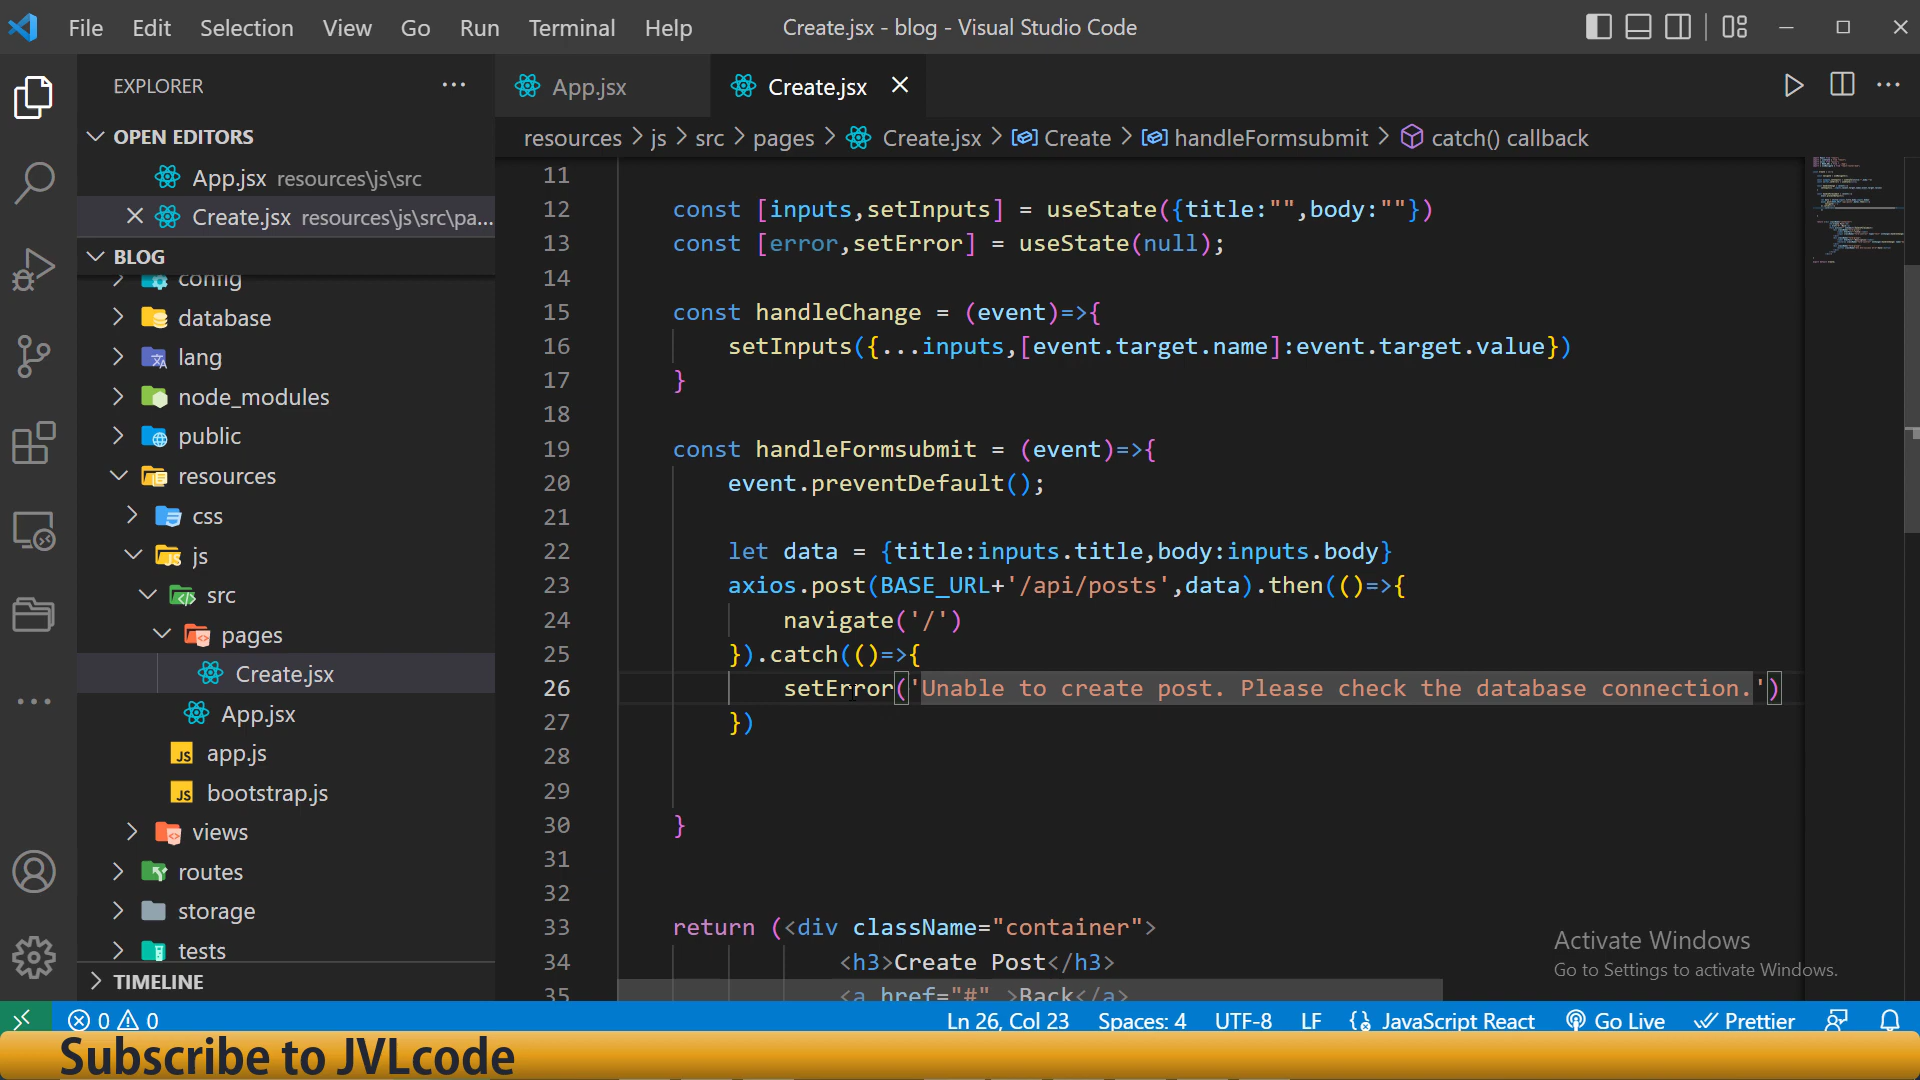 File Edit Selection View Go Run Terminal Help
Create.jsx - blog - Visual Studio Code
EXPLORER
OPEN EDITORS
App.jsx resources\js\src
Create.jsx resources\js\src\pa...
BLOG
config
database
lang
node_modules
public
resources
css
js
src
pages
Create.jsx
App.jsx
app.js
bootstrap.js
views
routes
storage
tests
TIMELINE
App.jsx
Create.jsx
resources > js > src > pages > Create.jsx > Create > handleFormsubmit > catch() callback
11
12 const [inputs,setInputs] = useState({title:"",body:""})
13 const [error,setError] = useState(null);
14
15 const handleChange = (event)=>{
16 setInputs({...inputs,[event.target.name]:event.target.value})
17 }
18
19 const handleFormsubmit = (event)=>{
20 event.preventDefault();
21
22 let data = {title:inputs.title,body:inputs.body}
23 axios.post(BASE_URL+'/api/posts',data).then(()=>{
24 navigate('/')
25 }).catch(()=>{
26 setError('Unable to create post. Please check the database connection.')
27 })
28
29
30 }
31
32
33 return (<div className="container">
34 <h3>Create Post</h3>
35 <a href="#" >Back</a>
Activate Windows
Go to Settings to activate Windows.
0 0
Ln 26, Col 23 Spaces: 4 UTF-8 LF JavaScript React Go Live Prettier
Subscribe to JVLcode